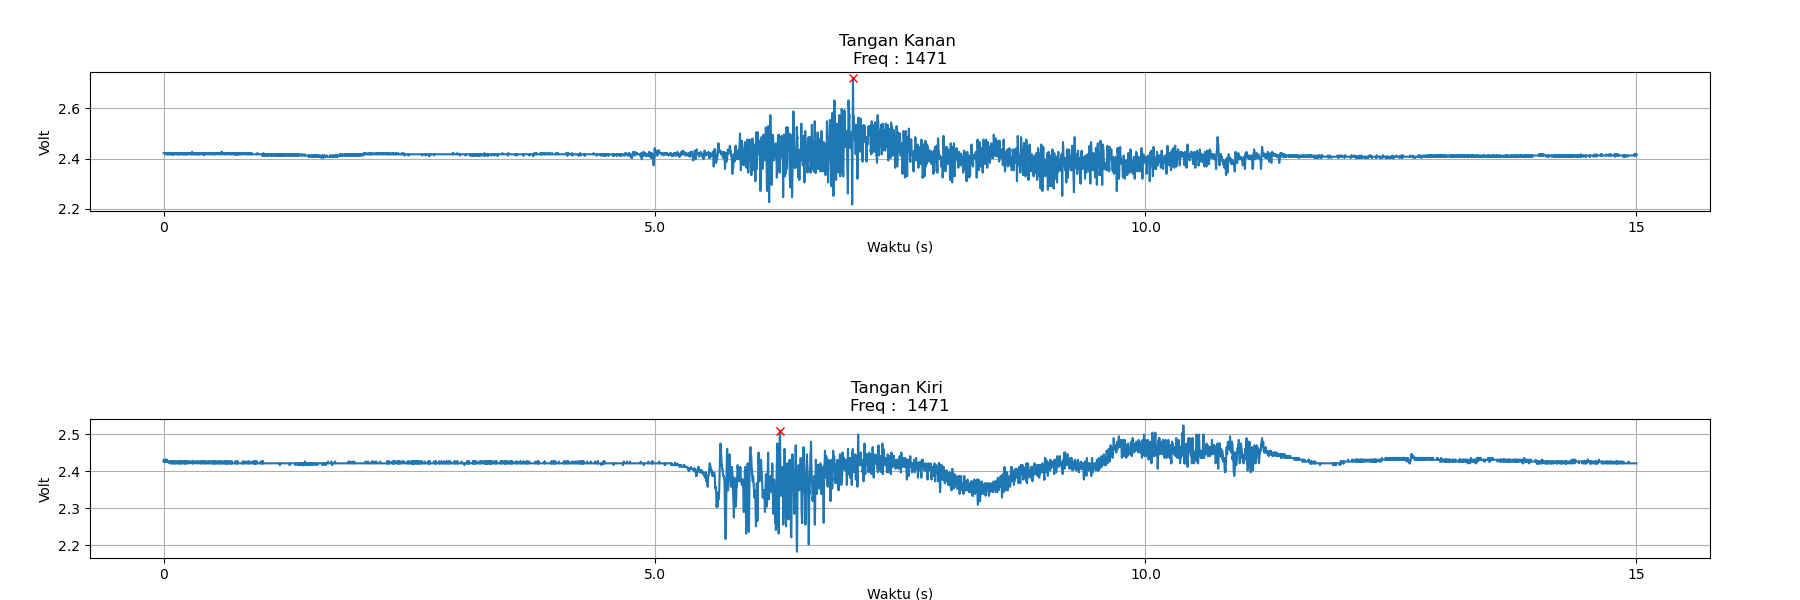 Tangan Kanan
Freq : 1471
2.6
2.4
2.2
Volt
0 5.0 10.0 15
Waktu (s)
Tangan Kiri
Freq :  1471
2.5
2.4
2.3
2.2
Volt
0 5.0 10.0 15
Waktu (s)